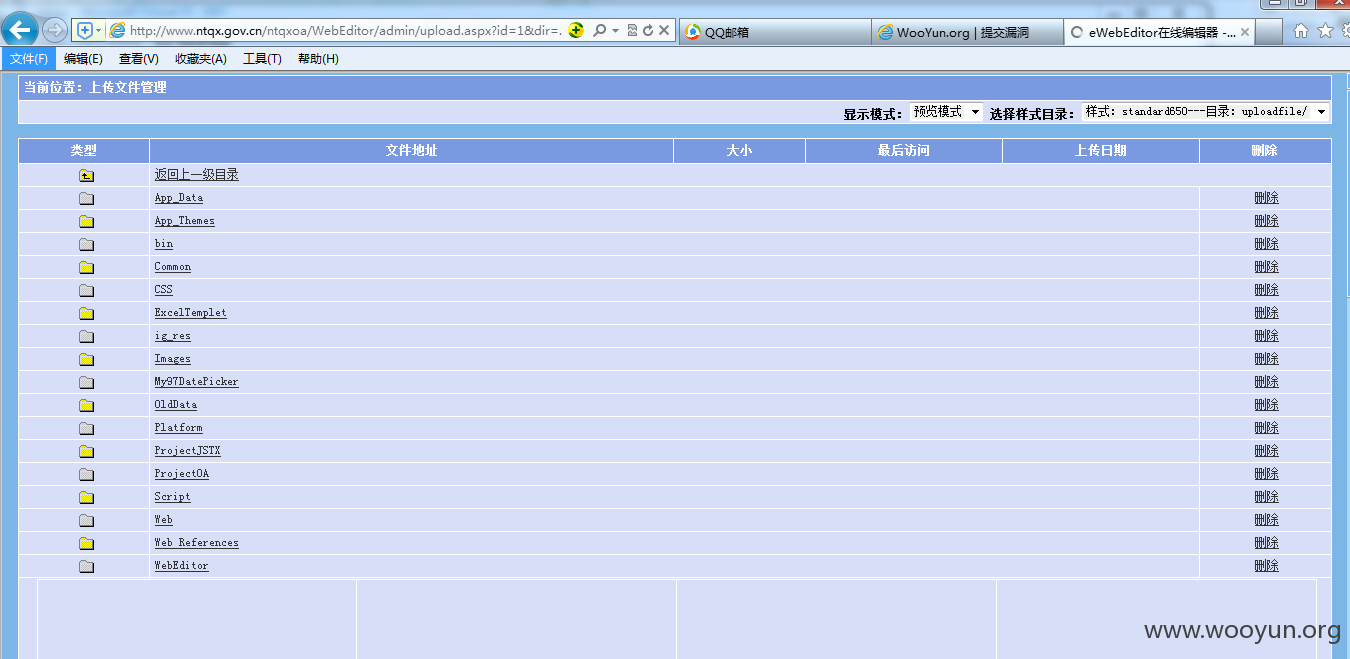 http://www.ntqx.gov.cn/ntqxoa/WebEditor/admin/upload.aspx?id=1&dir=.
QQ邮箱
WooYun.org | 提交漏洞
eWebEditor在线编辑器 -...
文件(F) 编辑(E) 查看(V) 收藏夹(A) 工具(T) 帮助(H)
当前位置：上传文件管理
显示模式： 预览模式 选择样式目录： 样式：standard650---目录：uploadfile/
类型 文件地址 大小 最后访问 上传日期 删除
返回上一级目录
App_Data 删除
App_Themes 删除
bin 删除
Common 删除
CSS 删除
ExcelTemplet 删除
ig_res 删除
Images 删除
My97DatePicker 删除
OldData 删除
Platform 删除
ProjectJSTX 删除
ProjectOA 删除
Script 删除
Web 删除
Web References 删除
WebEditor 删除
www.wooyun.org